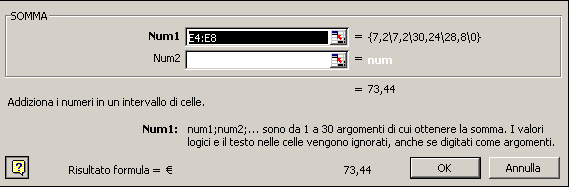 SOMMA
Num1 E4:E8 = {7,2\7,2\30,24\28,8\0}
Num2 = num
= 73,44
Addiziona i numeri in un intervallo di celle.
Num1: num1;num2;... sono da 1 a 30 argomenti di cui ottenere la somma. I valori
logici e il testo nelle celle vengono ignorati, anche se digitati come argomenti.
? Risultato formula = € 73,44 OK Annulla